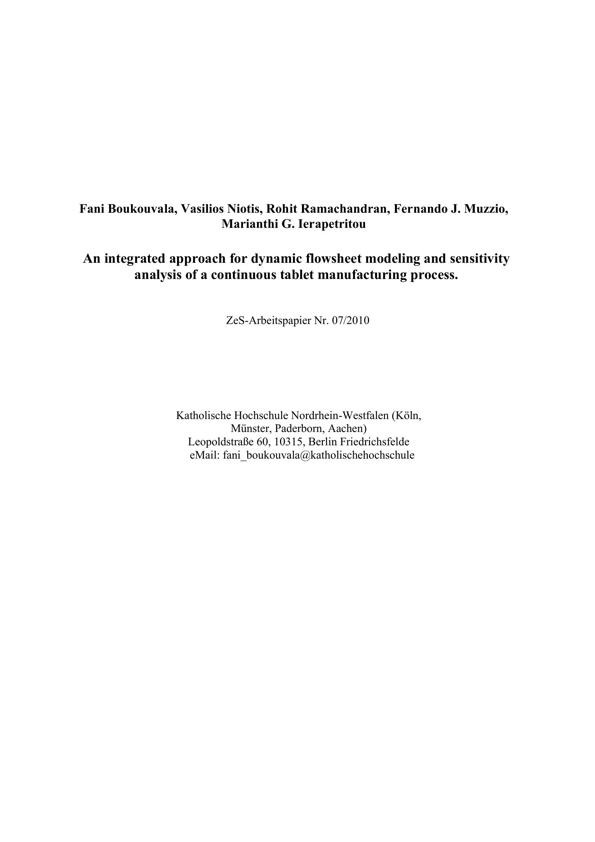 Fani Boukouvala, Vasilios Niotis, Rohit Ramachandran, Fernando J. Muzzio,
Marianthi G. Ierapetritou
An integrated approach for dynamic flowsheet modeling and sensitivity
analysis of a continuous tablet manufacturing process.
ZeS-Arbeitspapier Nr. 07/2010
Katholische Hochschule Nordrhein-Westfalen (Köln,
Münster, Paderborn, Aachen)
Leopoldstraße 60, 10315, Berlin Friedrichsfelde
eMail: fani_boukouvala@katholischehochschule